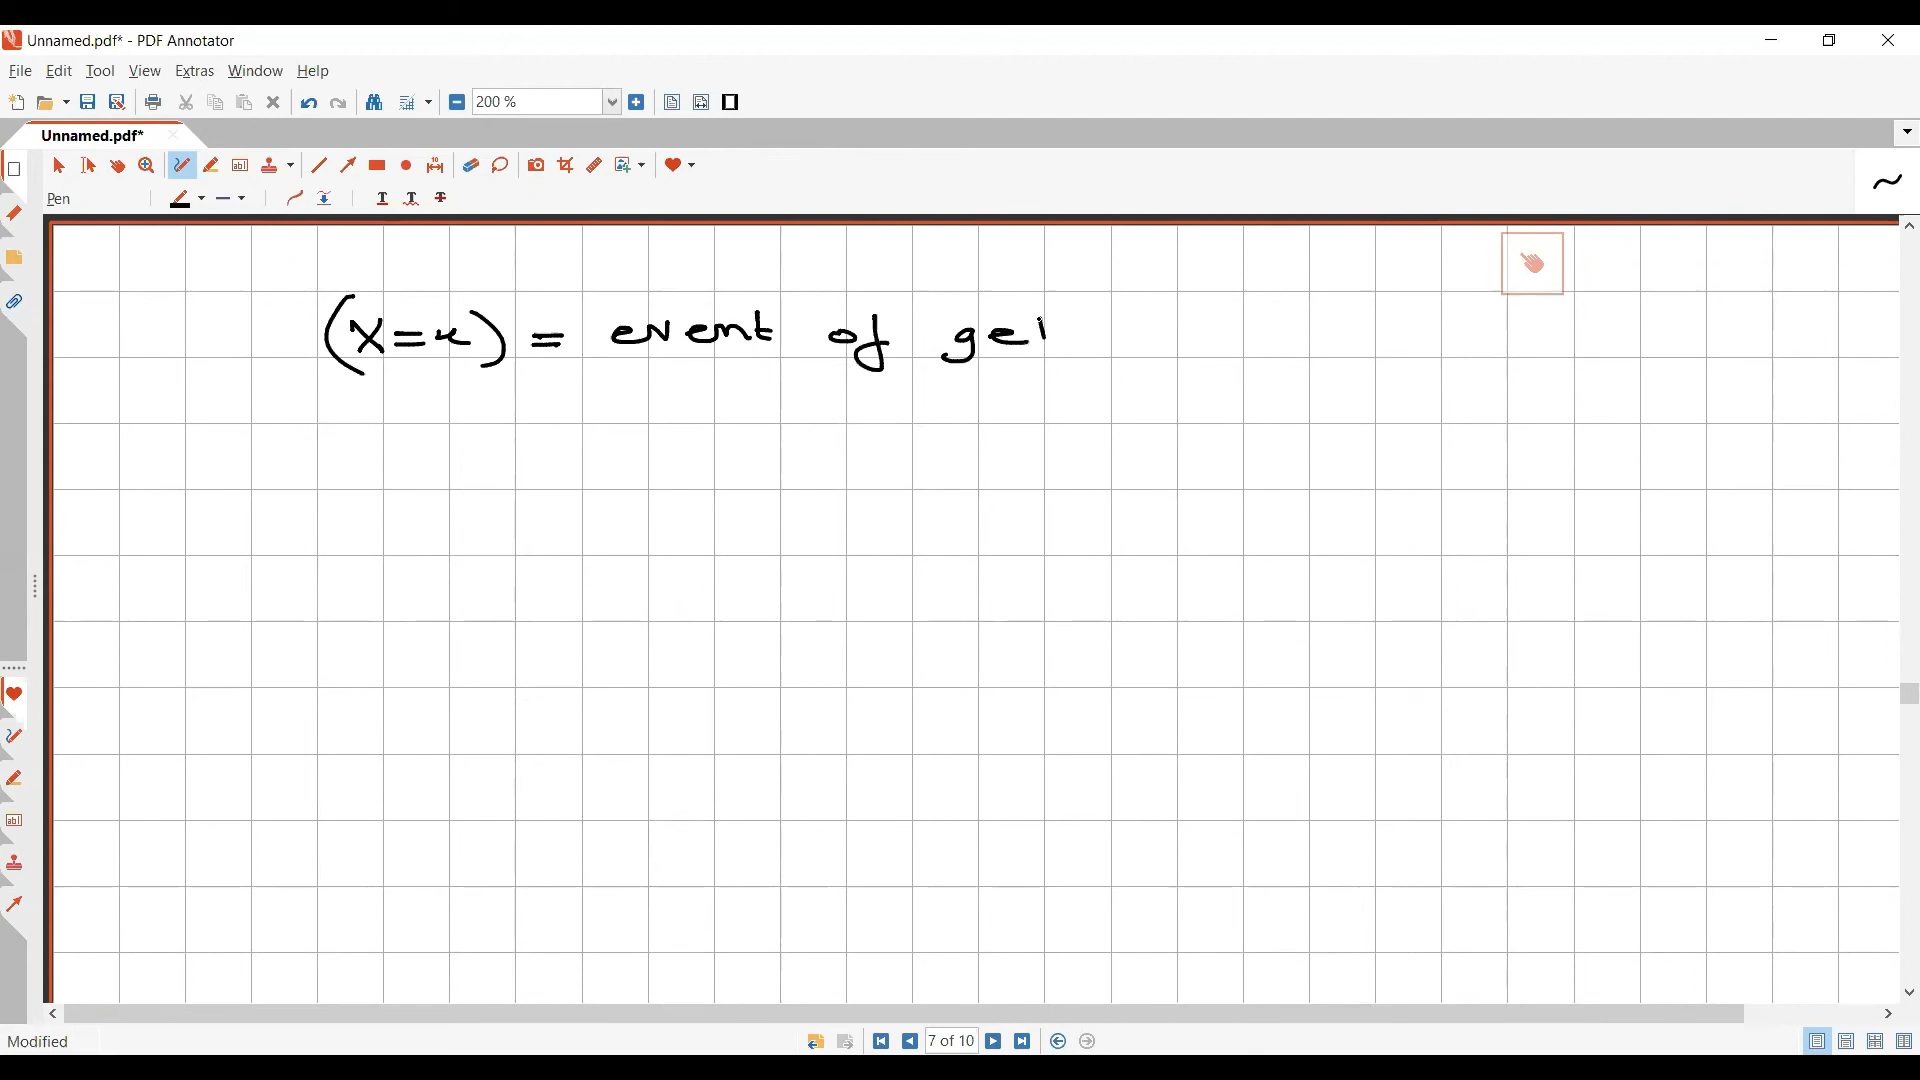 Unnamed.pdf* - PDF Annotator
File Edit Tool View Extras Window Help
200 %
Unnamed.pdf*
Pen
(X=x) = event of get
Modified
7 of 10